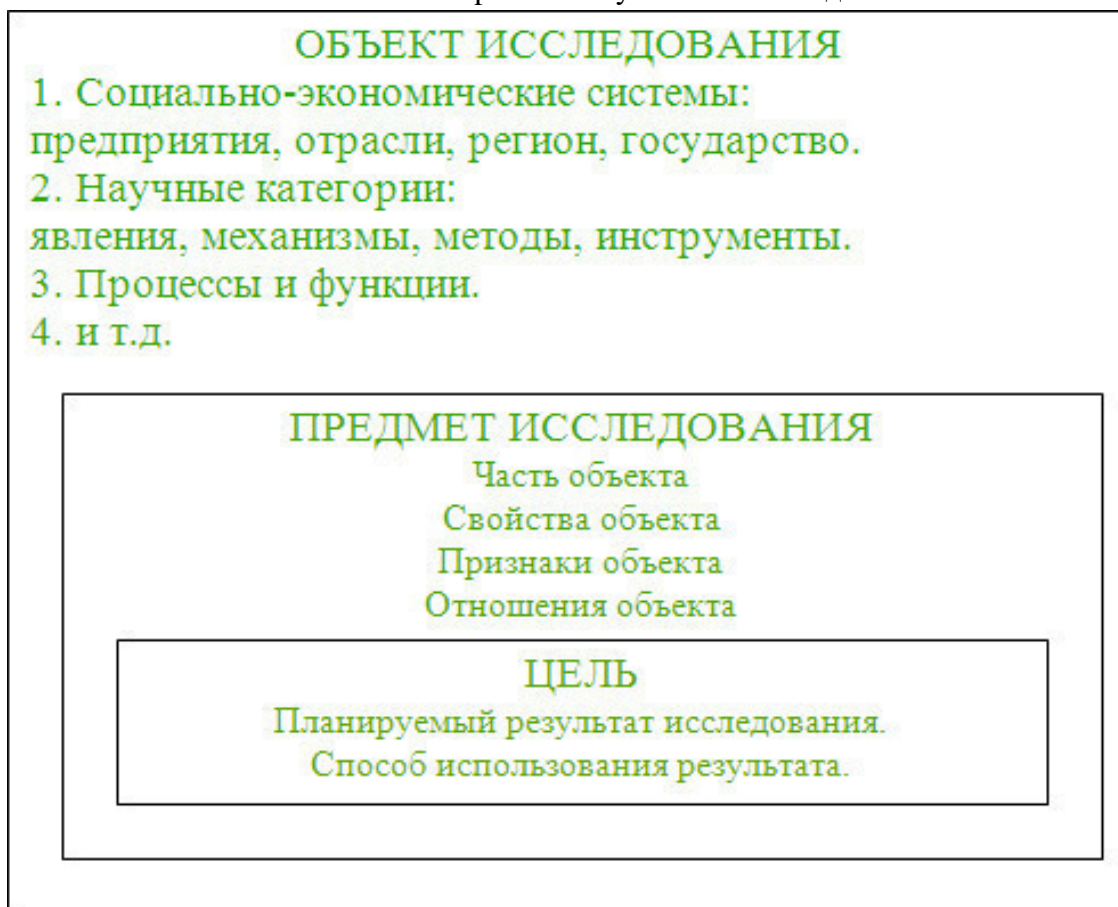 ОБЪЕКТ ИССЛЕДОВАНИЯ
1. Социально-экономические системы:
предприятия, отрасли, регион, государство.
2. Научные категории:
явления, механизмы, методы, инструменты.
3. Процессы и функции.
4. и т.д.
ПРЕДМЕТ ИССЛЕДОВАНИЯ
Часть объекта
Свойства объекта
Признаки объекта
Отношения объекта
ЦЕЛЬ
Планируемый результат исследования.
Способ использования результата.